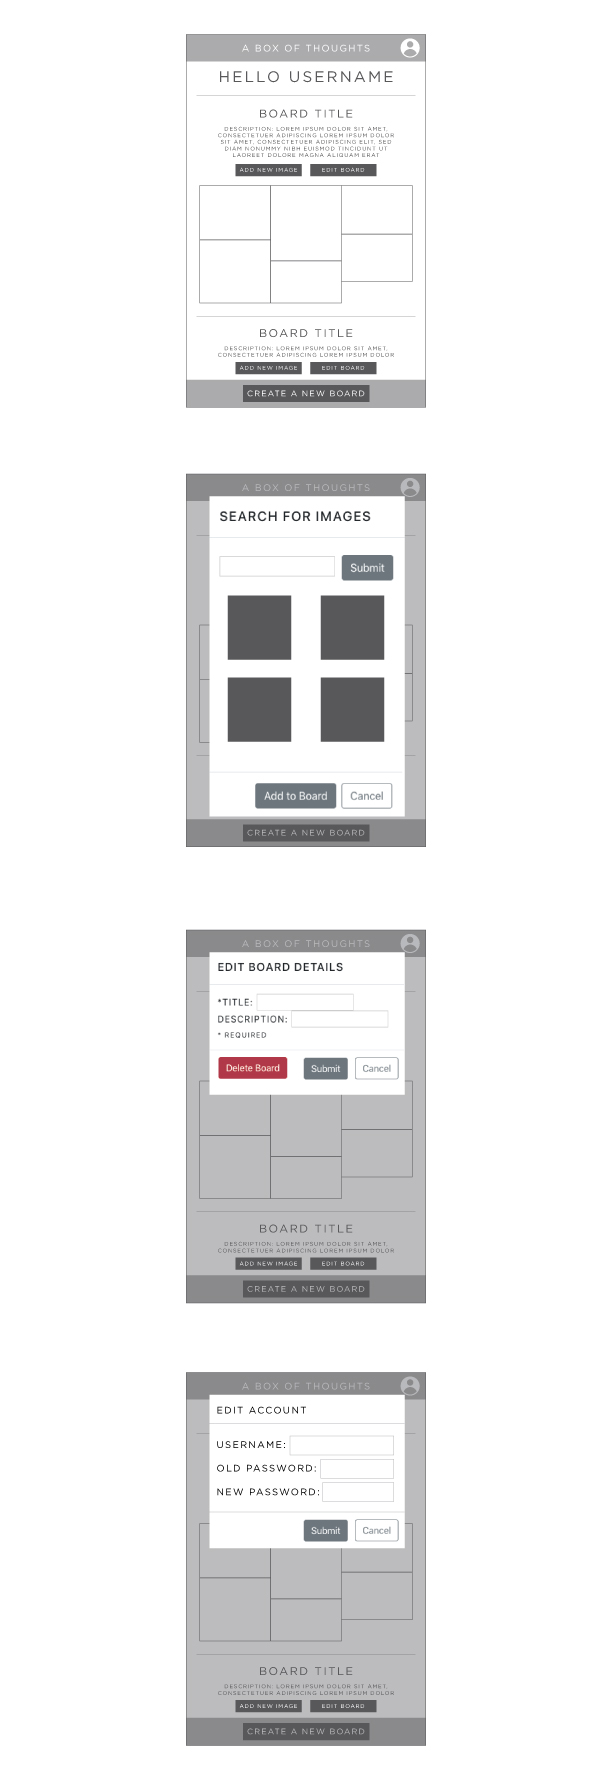 A BOX OF THOUGHTS
HELLO USERNAME
BOARD TITLE
DESCRIPTION: LOREM IPSUM DOLOR SIT AMET,
CONSECTETUER ADIPISCING LOREM IPSUM DOLOR
SIT AMET, CONSECTETUER ADIPISCING ELIT, SED
DIAM NONUMMY NIBH EUISMOD TINCIDUNT UT
LAOREET DOLORE MAGNA ALIQUAM ERAT
ADD NEW IMAGE EDIT BOARD
BOARD TITLE
DESCRIPTION: LOREM IPSUM DOLOR SIT AMET,
CONSECTETUER ADIPISCING LOREM IPSUM DOLOR
ADD NEW IMAGE EDIT BOARD
CREATE A NEW BOARD
A BOX OF THOUGHTS
SEARCH FOR IMAGES
Submit
Add to Board Cancel
CREATE A NEW BOARD
A BOX OF THOUGHTS
EDIT BOARD DETAILS
*TITLE:
DESCRIPTION:
* REQUIRED
Delete Board Submit Cancel
BOARD TITLE
DESCRIPTION: LOREM IPSUM DOLOR SIT AMET,
CONSECTETUER ADIPISCING LOREM IPSUM DOLOR
ADD NEW IMAGE EDIT BOARD
CREATE A NEW BOARD
A BOX OF THOUGHTS
EDIT ACCOUNT
USERNAME:
OLD PASSWORD:
NEW PASSWORD:
Submit Cancel
BOARD TITLE
DESCRIPTION: LOREM IPSUM DOLOR SIT AMET,
CONSECTETUER ADIPISCING LOREM IPSUM DOLOR
ADD NEW IMAGE EDIT BOARD
CREATE A NEW BOARD